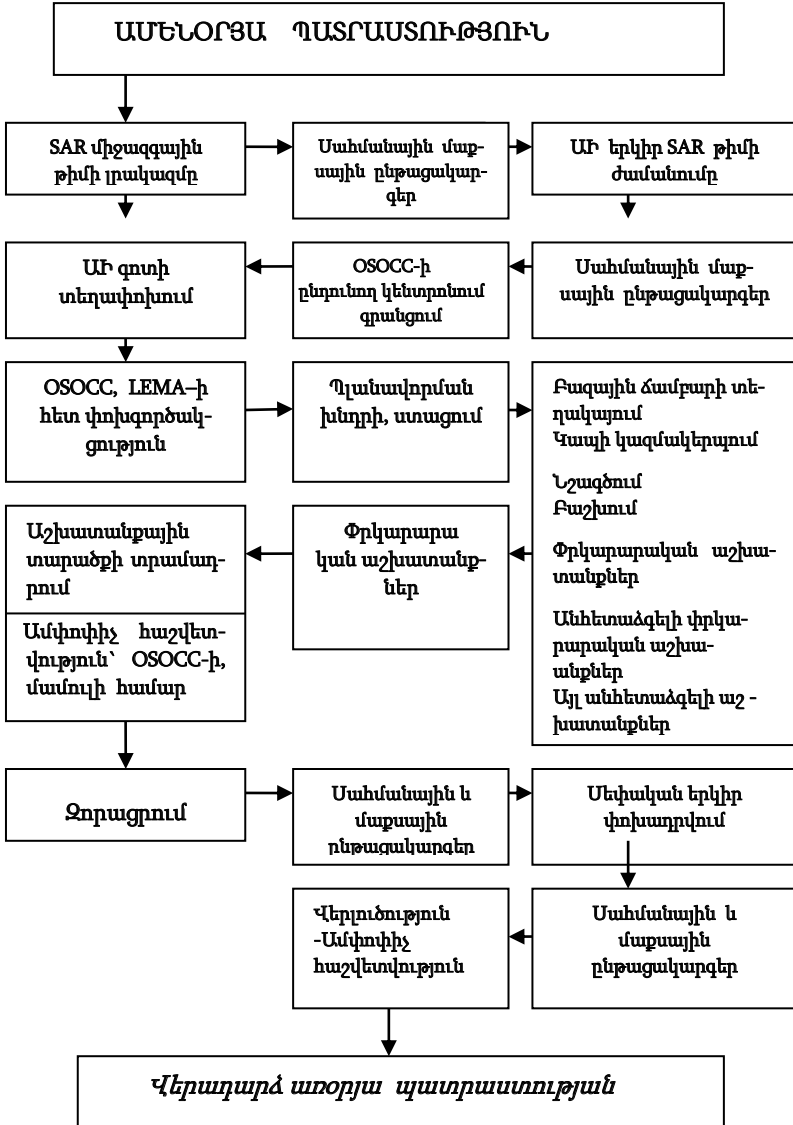 ԱՄԵՆՕՐՅԱ ՊԱՏՐԱՍՏՈՒԹՅՈՒՆ
SAR միջազգային
թիմի լրակազմը
Սահմանային մաք-
սային ընթացակար-
գեր
ԱԻ երկիր SAR թիմի
ժամանումը
ԱԻ գոտի
տեղափոխում
OSOCC-ի
ընդունող կենտրոնում
գրանցում
Սահմանային մաք-
սային ընթացակարգեր
OSOCC, LEMA–ի
հետ փոխգործակ-
ցություն
Պլանավորման
խնդրի, ստացում
Բազային ճամբարի տե-
ղակայում
Կապի կազմակերպում
Նշագծում
Բաշխում
Փրկարարական աշխա-
տանքներ
Անհետաձգելի փրկա-
րարական աշխա-
անքներ
Այլ անհետաձգելի աշ -
խատանքներ
Աշխատանքային
տարածքի տրամադ-
րում
Փրկարարա
կան աշխատանք-
ներ
Ամփոփիչ հաշվետ-
վություն՝ OSOCC-ի,
մամուլի համար
Զորացրում
Սահմանային և
մաքսային
ընթացակարգեր
Սեփական երկիր
փոխադրվում
Վերլուծություն
-Ամփոփիչ
հաշվետվություն
Սահմանային և
մաքսային
ընթացակարգեր
Վերադարձ առօրյա պատրաստության